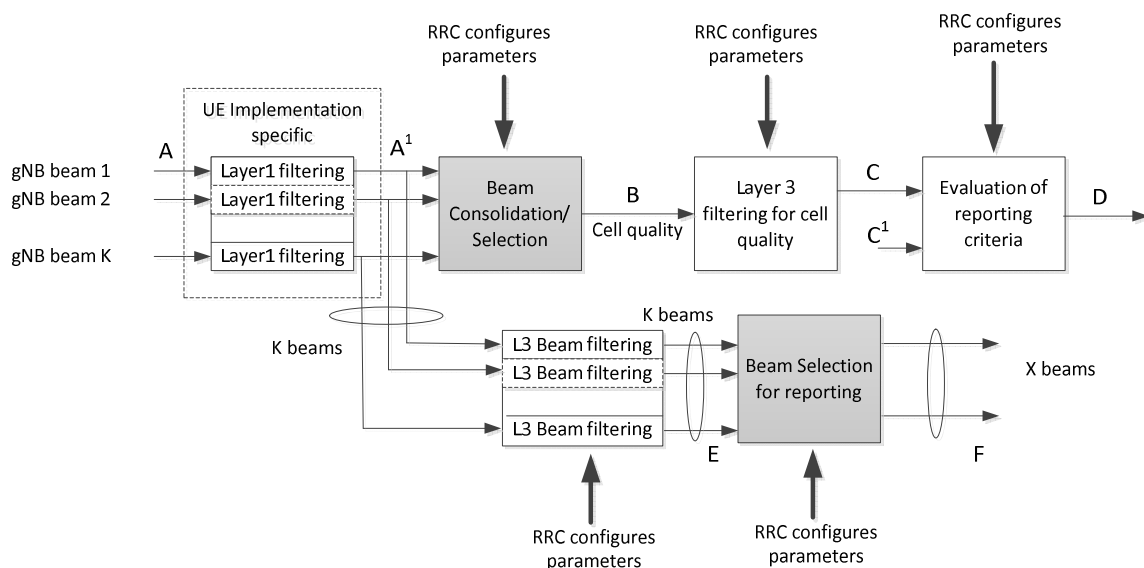 RRC configures
parameters
RRC configures
parameters
RRC configures
parameters
UE Implementation
specific
A
A¹
gNB beam 1
gNB beam 2
gNB beam K
Layer1 filtering
Layer1 filtering
Layer1 filtering
Beam
Consolidation/
Selection
B
Cell quality
Layer 3
filtering for cell
quality
C
C¹
Evaluation of
reporting
criteria
D
K beams
L3 Beam filtering
L3 Beam filtering
L3 Beam filtering
K beams
E
Beam Selection
for reporting
X beams
F
RRC configures
parameters
RRC configures
parameters